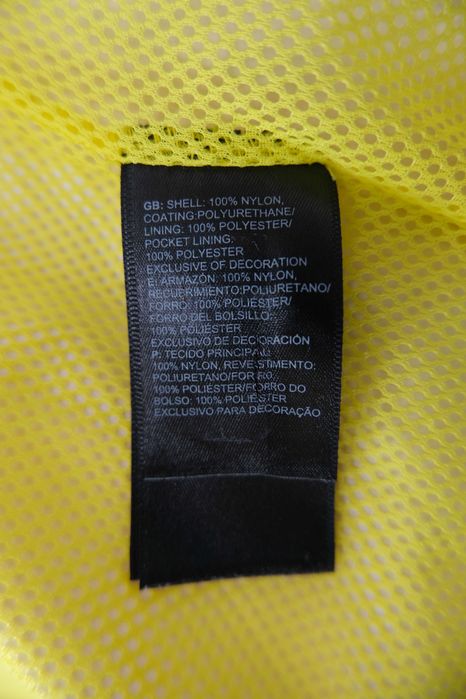 GB: SHELL: 100% NYLON,
COATING:POLYURETHANE/
LINING: 100% POLYESTER/
POCKET LINING:
100% POLYESTER
EXCLUSIVE OF DECORATION
E: ARMAZÓN, 100% NYLON,
RECUBRIMIENTO:POLIURETANO/
FORRO: 100% POLIÉSTER/
FORRO DEL BOLSILLO:
100% POLIÉSTER
EXCLUSIVO DE DECORACIÓN
P: TECIDO PRINCIPAL:
100% NYLON, REVESTIMENTO:
POLIURETANO/FORRO:
100% POLIÉSTER/FORRO DO
BOLSO: 100% POLIÉSTER
EXCLUSIVO PARA DECORAÇÃO